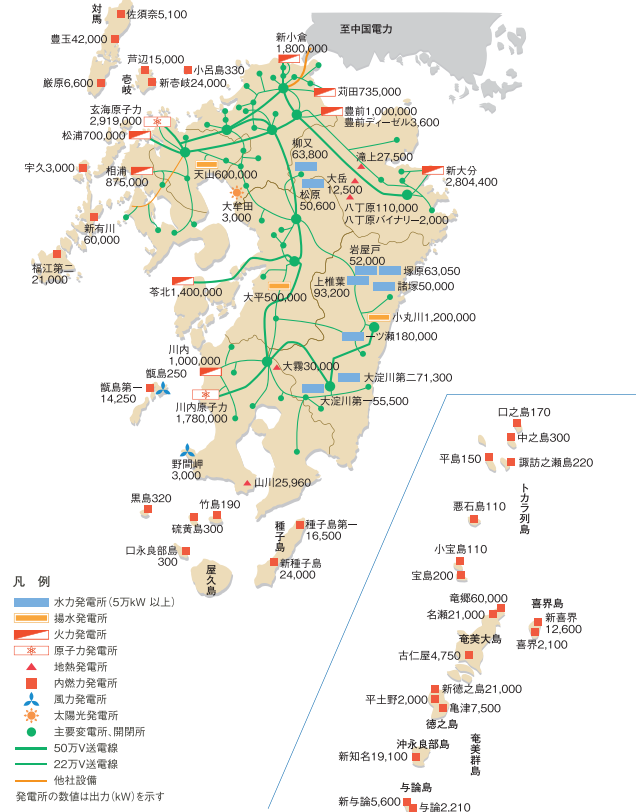 対馬
佐須奈5,100
豊玉42,000
厳原6,600
芦辺15,000
小呂島330
新壱岐24,000
壱岐
至中国電力
新小倉
1,800,000
苅田735,000
豊前1,000,000
豊前ディーゼル3,600
玄海原子力
2,919,000
松浦700,000
相浦
875,000
天山600,000
柳又
63,800
滝上27,500
大岳
12,500
新大分
2,804,400
宇久3,000
大牟田
3,000
松原
50,600
八丁原110,000
八丁原バイナリー2,000
新有川
60,000
福江第二
21,000
岩屋戸
52,000
塚原63,050
上椎葉
93,200
諸塚50,000
苓北1,400,000
大平500,000
小丸川1,200,000
一ツ瀬180,000
川内
1,000,000
大霧30,000
大淀川第二71,300
大淀川第一55,500
甑島250
甑島第一
14,250
川内原子力
1,780,000
野間岬
3,000
山川25,960
黒島320
竹島190
硫黄島300
口永良部島
300
屋久島
種子島
種子島第一
16,500
新種子島
24,000
口之島170
中之島300
平島150
諏訪之瀬島220
トカラ列島
悪石島110
小宝島110
宝島200
竜郷60,000
名瀬21,000
喜界島
新喜界
12,600
喜界2,100
奄美大島
古仁屋4,750
新徳之島21,000
平土野2,000
亀津7,500
徳之島
奄美群島
沖永良部島
新知名19,100
与論島
新与論5,600
与論2,210
凡 例
水力発電所(5万kW 以上)
揚水発電所
火力発電所
原子力発電所
地熱発電所
内燃力発電所
風力発電所
太陽光発電所
主要変電所、開閉所
50万V送電線
22万V送電線
他社設備
発電所の数値は出力(kW)を示す